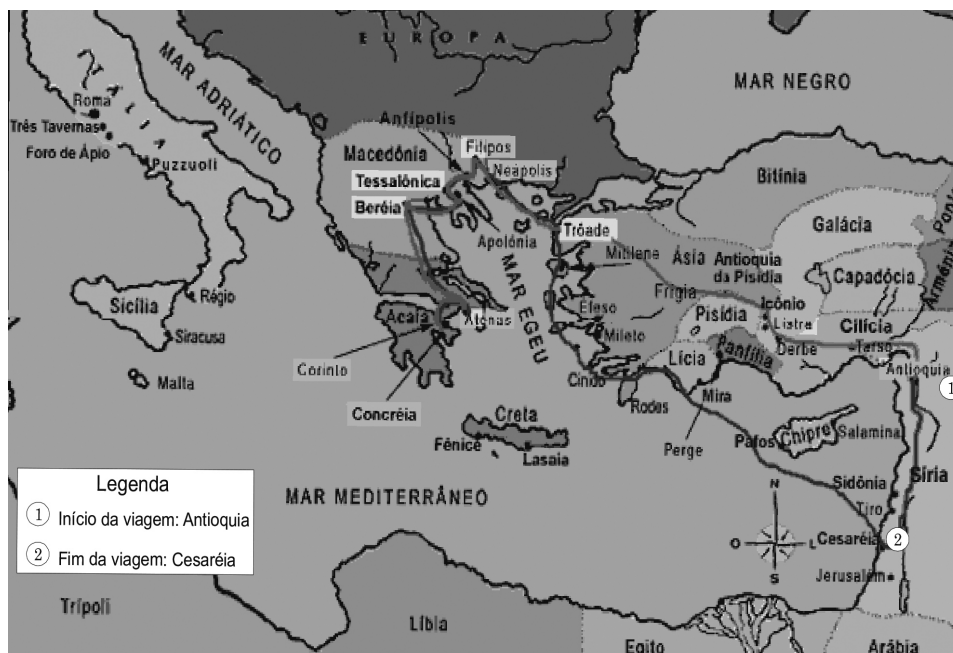 EUROPA
MAR NEGRO
ITÁLIA
MAR ADRIÁTICO
Roma
Três Tavernas
Foro de Ápio
Puzzuoli
Anfípolis
Filipos
Macedônia
Neápolis
Tessalônica
Beréia
Bitínia
Galácia
Ponto
Trôade
Apolónia
Mitilene
Ásia
Antioquia
da Pisídia
Capadócia
Armênia
MAR EGEU
Frígia
Icônio
Sicília
Régio
Siracusa
Acaia
Atenas
Éfeso
Pisídia
Listra
Cilícia
Mileto
Panfília
Derbe
Tarso
Lícia
Antioquia
1
Malta
Corinto
Cindo
Rodes
Mira
Concréia
Creta
Perge
Pafos
Chipre
Salamina
Fênice
Lasaia
Síria
Sidônia
Tiro
MAR MEDITERRÂNEO
N
O
L
S
Cesaréia
2
Jerusalém
Legenda
1 Início da viagem: Antioquia
2 Fim da viagem: Cesaréia
Trípoli
Líbia
Egito
Arábia